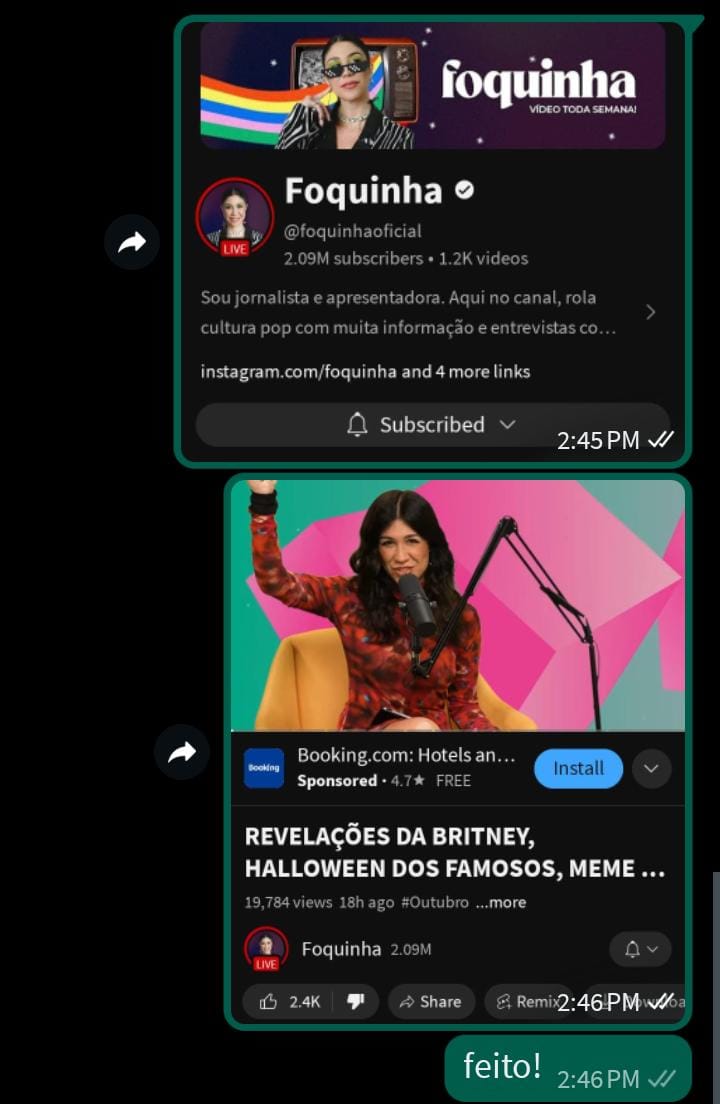 foquinha
VÍDEO TODA SEMANA!
Foquinha
LIVE
@foquinhaoficial
2.09M subscribers • 1.2K videos
Sou jornalista e apresentadora. Aqui no canal, rola
cultura pop com muita informação e entrevistas co…
instagram.com/foquinha and 4 more links
Subscribed
2:45 PM
Booking
Booking.com: Hotels an…
Sponsored • 4.7★ FREE
Install
REVELAÇÕES DA BRITNEY,
HALLOWEEN DOS FAMOSOS, MEME ...
19,784 views 18h ago #Outubro ...more
Foquinha 2.09M
LIVE
2.4K Share Remix
2:46 PM
feito! 2:46 PM